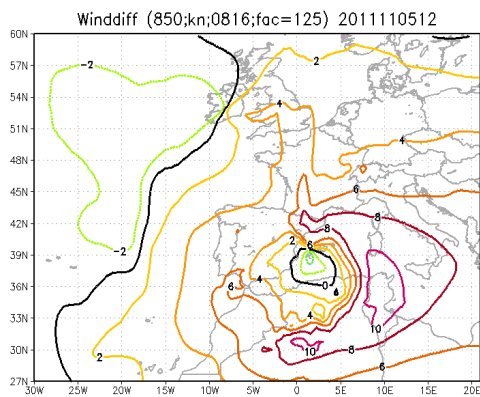 Winddiff (850;kn;0816;fac=125) 2011110512
60N
57N
54N
51N
48N
45N
42N
39N
36N
33N
30N
27N
-2
2
4
4
6
8
-2
2
6
4
6
0
4
10
10
8
6
2
30W 25W 20W 15W 10W 5W 0 5E 10E 15E 20E